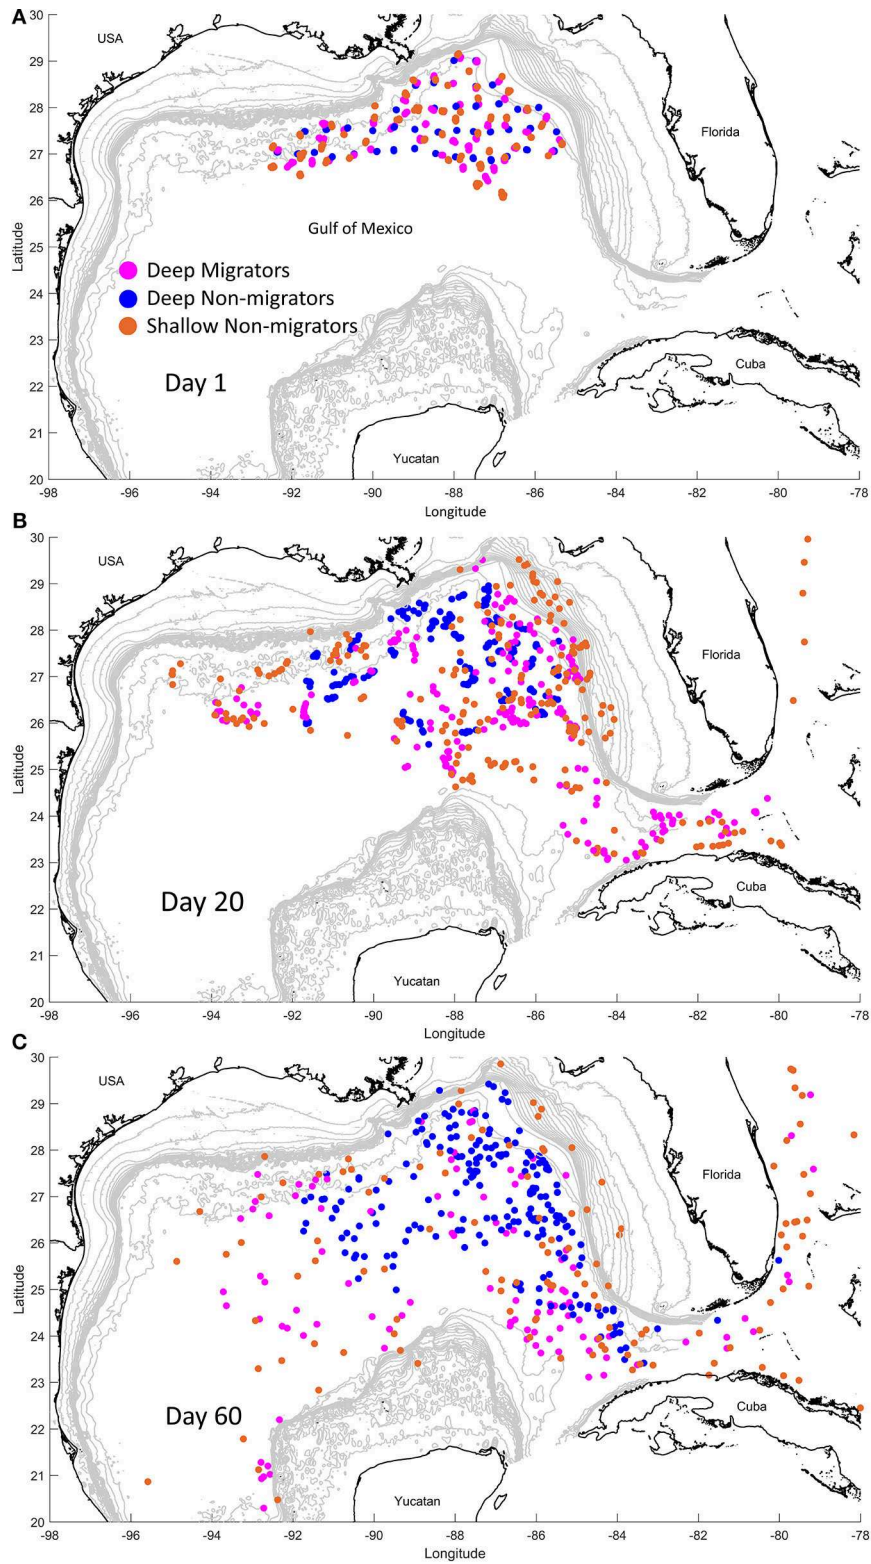 A
30
USA
29
28
Florida
27
26
Gulf of Mexico
25
Latitude
Deep Migrators
24
Deep Non-migrators
23
Shallow Non-migrators
Cuba
22
Day 1
21
Yucatan
20
-98 -96 -94 -92 -90 -88 -86 -84 -82 -80 -78
Longitude
B
30
USA
29
28
Florida
27
26
Latitude
25
24
23
Cuba
22
Day 20
21
Yucatan
20
-98 -96 -94 -92 -90 -88 -86 -84 -82 -80 -78
Longitude
C
30
USA
29
28
Florida
27
26
Latitude
25
24
23
Cuba
22
Day 60
21
Yucatan
20
-98 -96 -94 -92 -90 -88 -86 -84 -82 -80 -78
Longitude